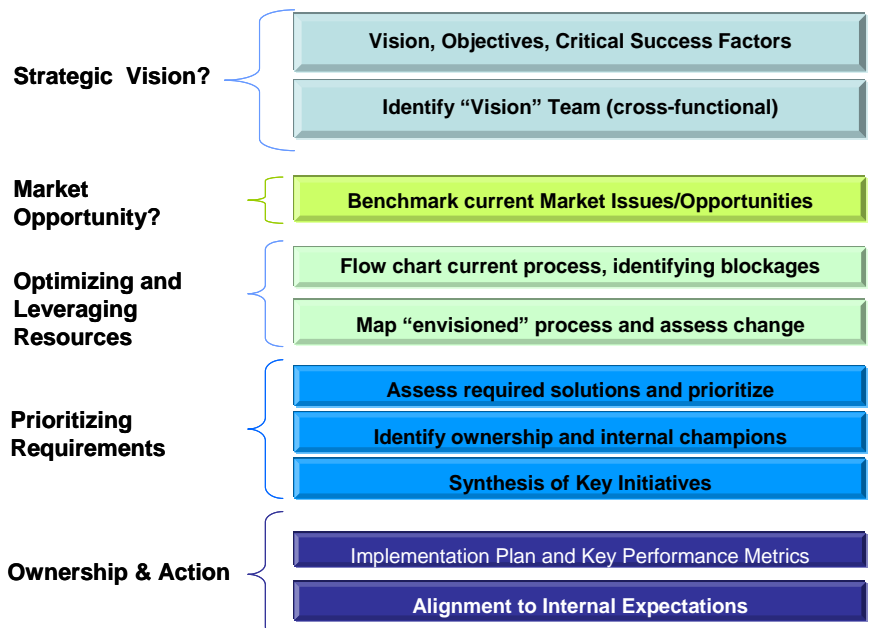 Vision, Objectives, Critical Success Factors
Strategic Vision?
Identify “Vision” Team (cross-functional)
Market
Opportunity?
Benchmark current Market Issues/Opportunities
Optimizing and
Leveraging
Resources
Flow chart current process, identifying blockages
Map “envisioned” process and assess change
Prioritizing
Requirements
Assess required solutions and prioritize
Identify ownership and internal champions
Synthesis of Key Initiatives
Ownership & Action
Implementation Plan and Key Performance Metrics
Alignment to Internal Expectations